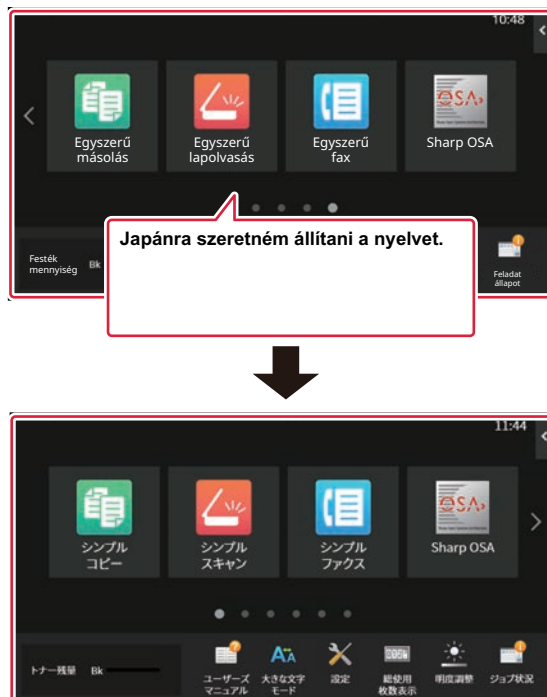 10:48
Egyszerű
másolás
Egyszerű
lapolvasás
Egyszerű
fax
Sharp OSA
Japánra szeretném állítani a nyelvet.
Festék
mennyiség
Bk
Feladat
állapot
11:44
シンプル
コピー
シンプル
スキャン
シンプル
ファクス
Sharp OSA
トナー残量 Bk
ユーザーズ
マニュアル
大きな文字
モード
設定
総使用
枚数表示
明度調整
ジョブ状況